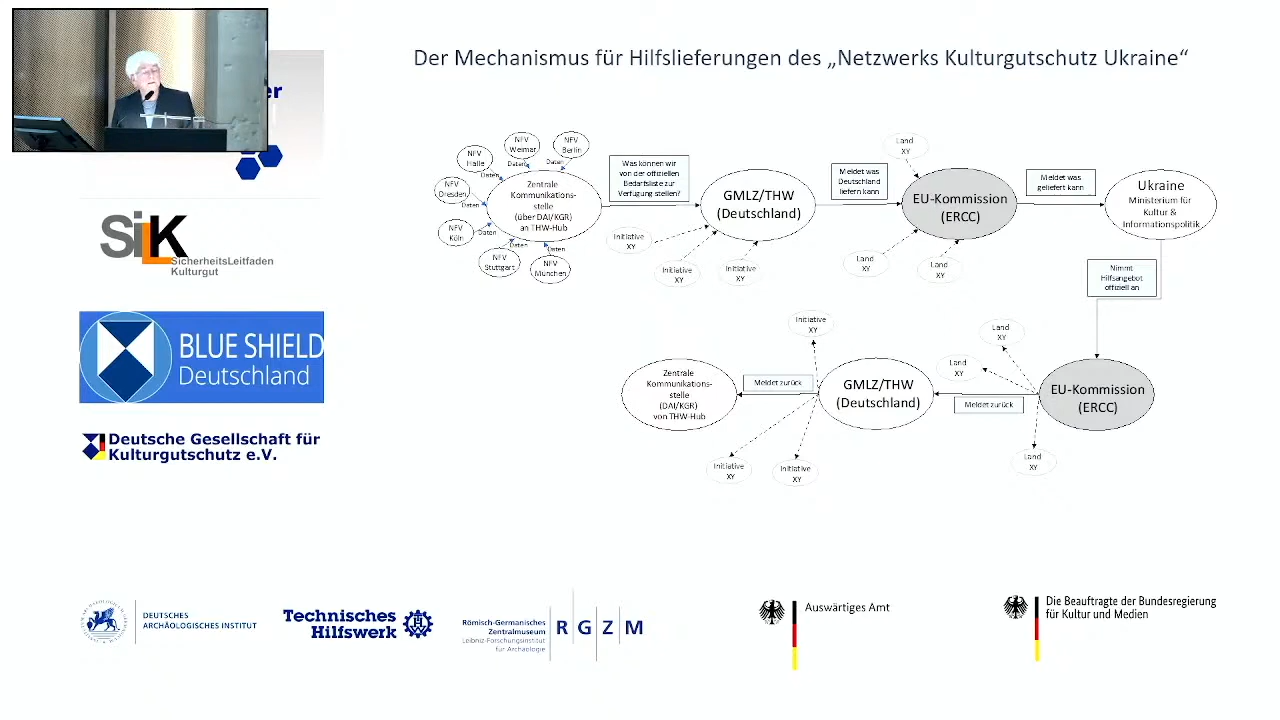 Der Mechanismus für Hilfslieferungen des „Netzwerks Kulturgutschutz Ukraine“
er
SiLK
SicherheitsLeitfaden
Kulturgut
BLUE SHIELD
Deutschland
Deutsche Gesellschaft für
Kulturgutschutz e.V.
NFV
Halle
NFV
Weimar
NFV
Berlin
NFV
Dresden
NFV
Köln
NFV
Stuttgart
NFV
München
Daten
Daten
Daten
Daten
Daten
Daten
Daten
Zentrale
Kommunikations-
stelle
(über DAI/KGR)
an THW-Hub
Was können wir
von der offiziellen
Bedarfsliste zur
Verfügung stellen?
GMLZ/THW
(Deutschland)
Initiative
XY
Initiative
XY
Initiative
XY
Meldet was
Deutschland
liefern kann
Land
XY
EU-Kommission
(ERCC)
Land
XY
Land
XY
Meldet was
geliefert kann
Ukraine
Ministerium für
Kultur &
Informationspolitik
Nimmt
Hilfsangebot
offiziell an
EU-Kommission
(ERCC)
Land
XY
Land
XY
Land
XY
Meldet zurück
GMLZ/THW
(Deutschland)
Initiative
XY
Initiative
XY
Initiative
XY
Meldet zurück
Zentrale
Kommunikations-
stelle
(DAI/KGR)
von THW-Hub
DEUTSCHES
ARCHÄOLOGISCHES INSTITUT
Technisches
Hilfswerk
Römisch-Germanisches
Zentralmuseum
Leibniz-Forschungsinstitut
für Archäologie
R G Z M
Auswärtiges Amt
Die Beauftragte der Bundesregierung
für Kultur und Medien